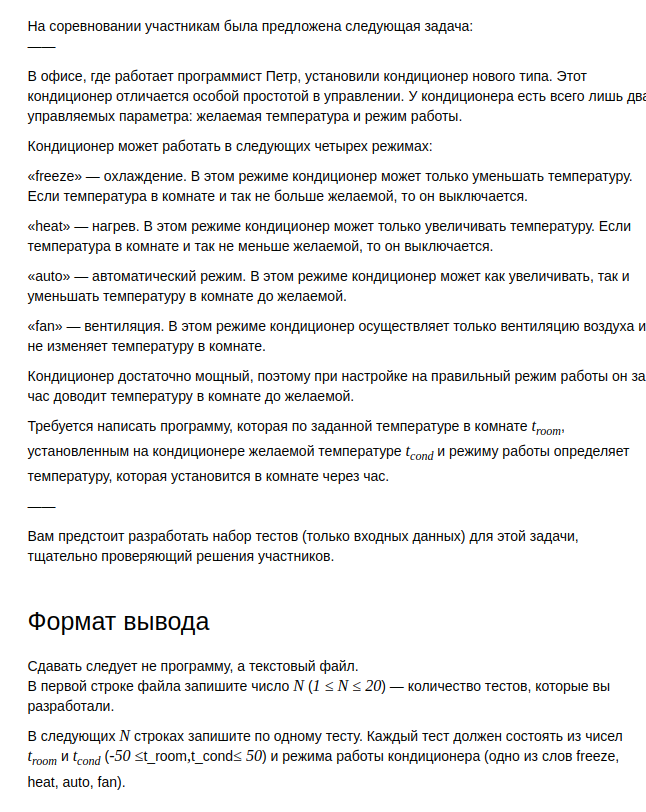 На соревновании участникам была предложена следующая задача:
——
В офисе, где работает программист Петр, установили кондиционер нового типа. Этот
кондиционер отличается особой простотой в управлении. У кондиционера есть всего лишь два
управляемых параметра: желаемая температура и режим работы.
Кондиционер может работать в следующих четырех режимах:
«freeze» — охлаждение. В этом режиме кондиционер может только уменьшать температуру.
Если температура в комнате и так не больше желаемой, то он выключается.
«heat» — нагрев. В этом режиме кондиционер может только увеличивать температуру. Если
температура в комнате и так не меньше желаемой, то он выключается.
«auto» — автоматический режим. В этом режиме кондиционер может как увеличивать, так и
уменьшать температуру в комнате до желаемой.
«fan» — вентиляция. В этом режиме кондиционер осуществляет только вентиляцию воздуха и
не изменяет температуру в комнате.
Кондиционер достаточно мощный, поэтому при настройке на правильный режим работы он за
час доводит температуру в комнате до желаемой.
Требуется написать программу, которая по заданной температуре в комнате t_room,
установленным на кондиционере желаемой температуре t_cond и режиму работы определяет
температуру, которая установится в комнате через час.
——
Вам предстоит разработать набор тестов (только входных данных) для этой задачи,
тщательно проверяющий решения участников.
Формат вывода
Сдавать следует не программу, а текстовый файл.
В первой строке файла запишите число N (1 ≤ N ≤ 20) — количество тестов, которые вы
разработали.
В следующих N строках запишите по одному тесту. Каждый тест должен состоять из чисел
t_room и t_cond (-50 ≤t_room,t_cond≤ 50) и режима работы кондиционера (одно из слов freeze,
heat, auto, fan).